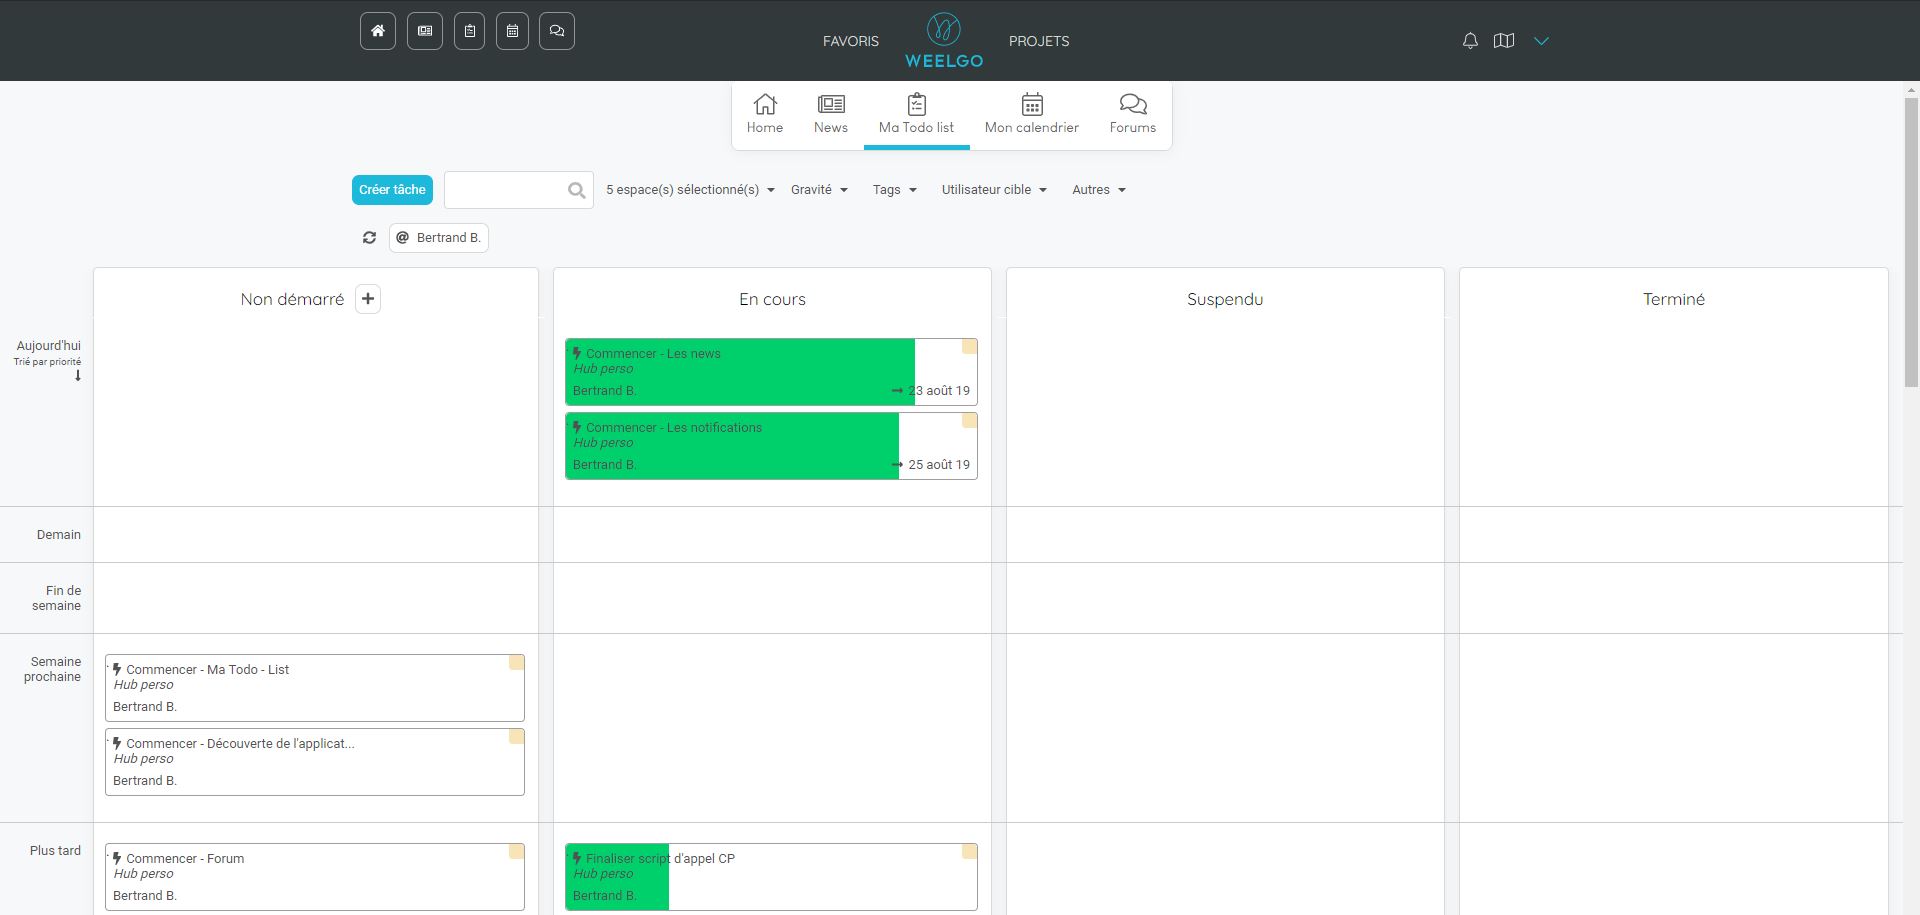 FAVORIS
WEELGO
PROJETS
Home
News
Ma Todo list
Mon calendrier
Forums
Créer tâche
5 espace(s) sélectionné(s)
Gravité
Tags
Utilisateur cible
Autres
@ Bertrand B.
Non démarré +
En cours
Suspendu
Terminé
Aujourd'hui
Trié par priorité
Commencer - Les news
Hub perso
Bertrand B.
23 août 19
Commencer - Les notifications
Hub perso
Bertrand B.
25 août 19
Demain
Fin de
semaine
Semaine
prochaine
Commencer - Ma Todo - List
Hub perso
Bertrand B.
Commencer - Découverte de l'applicat...
Hub perso
Bertrand B.
Plus tard
Commencer - Forum
Hub perso
Bertrand B.
Finaliser script d'appel CP
Hub perso
Bertrand B.